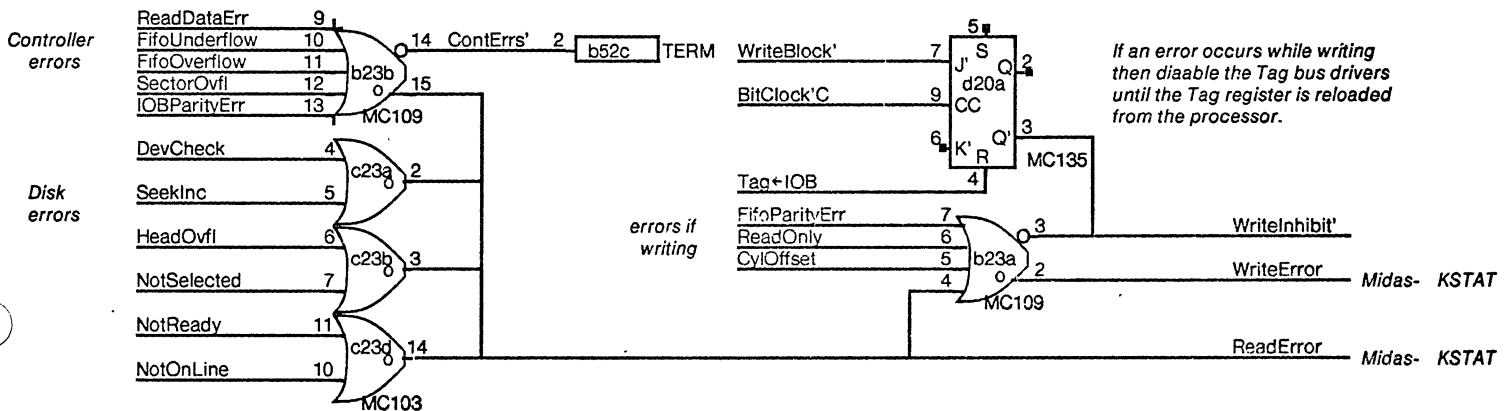 Controller
errors
ReadDataErr 9
FifoUnderflow 10
FifoOverflow 11
SectorOvfl 12
IOBParityErr 13
b23b
o
14 ContErrs' 2 b52c TERM
15
MC109
DevCheck 4
c23a
o
2
SeekInc 5
Disk
errors
HeadOvfl 6
c23b
o
3
NotSelected 7
NotReady 11
c23d
o
14
NotOnLine 10
MC103
WriteBlock' 7
BitClock'C 9
5
S
J'
Q 2
d20a
CC
6 K'
Q' 3
R
MC135
4
Tag←IOB
If an error occurs while writing
then diaable the Tag bus drivers
until the Tag register is reloaded
from the processor.
errors if
writing
FifoParityErr 7
ReadOnly 6
CylOffset 5
4
b23a
o
3 WriteInhibit'
2 WriteError Midas- KSTAT
MC109
ReadError Midas- KSTAT